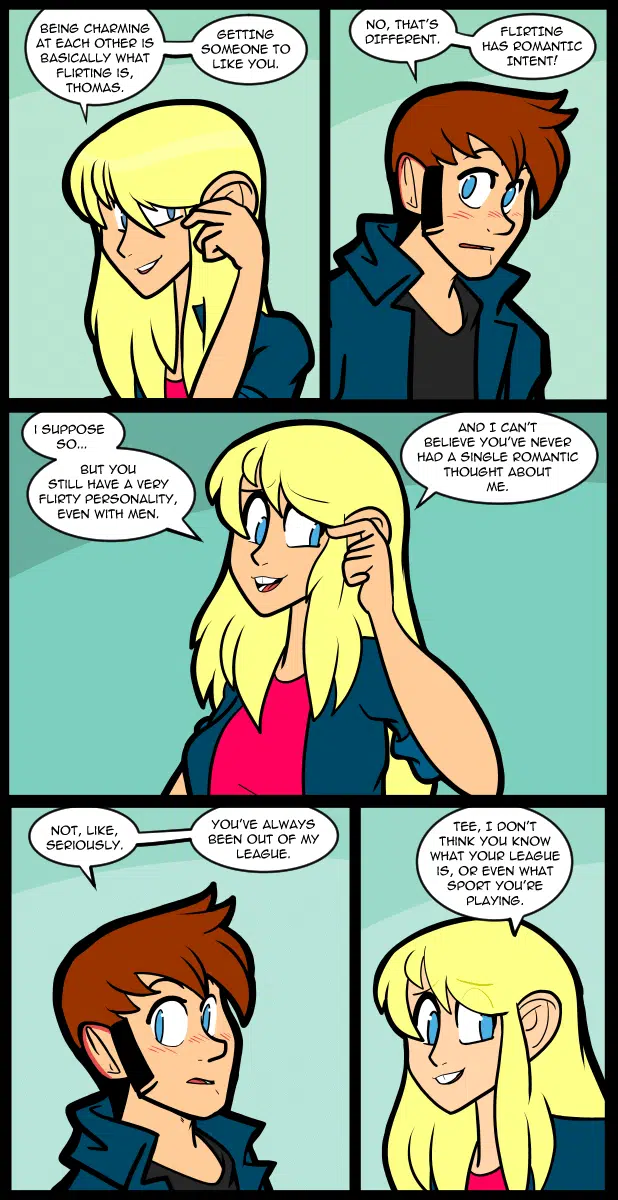 BEING CHARMING
AT EACH OTHER IS
BASICALLY WHAT
FLIRTING IS,
THOMAS.
GETTING
SOMEONE TO
LIKE YOU.
NO, THAT'S
DIFFERENT.
FLIRTING
HAS ROMANTIC
INTENT!
I SUPPOSE
SO...
BUT YOU
STILL HAVE A VERY
FLIRTY PERSONALITY,
EVEN WITH MEN.
AND I CAN'T
BELIEVE YOU'VE NEVER
HAD A SINGLE ROMANTIC
THOUGHT ABOUT
ME.
NOT, LIKE,
SERIOUSLY.
YOU'VE ALWAYS
BEEN OUT OF MY
LEAGUE.
TEE, I DON'T
THINK YOU KNOW
WHAT YOUR LEAGUE
IS, OR EVEN WHAT
SPORT YOU'RE
PLAYING.